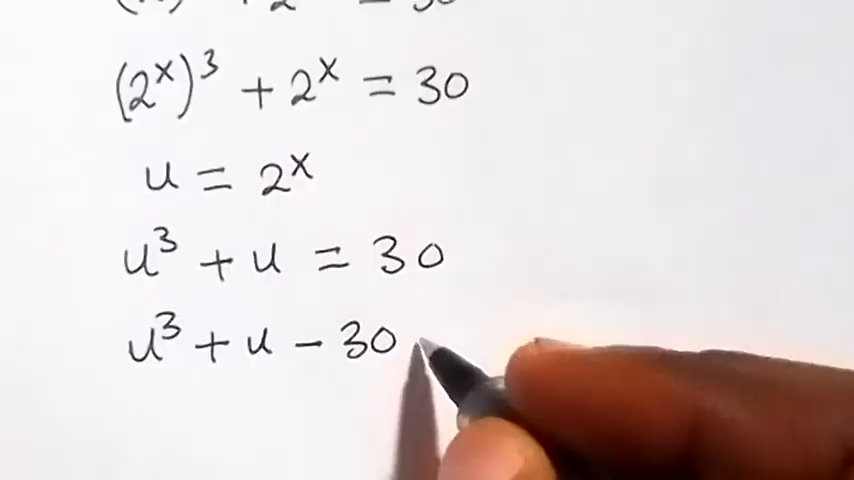 (2^x)^3 + 2^x = 30
u = 2^x
u^3 + u = 30
u^3 + u - 30